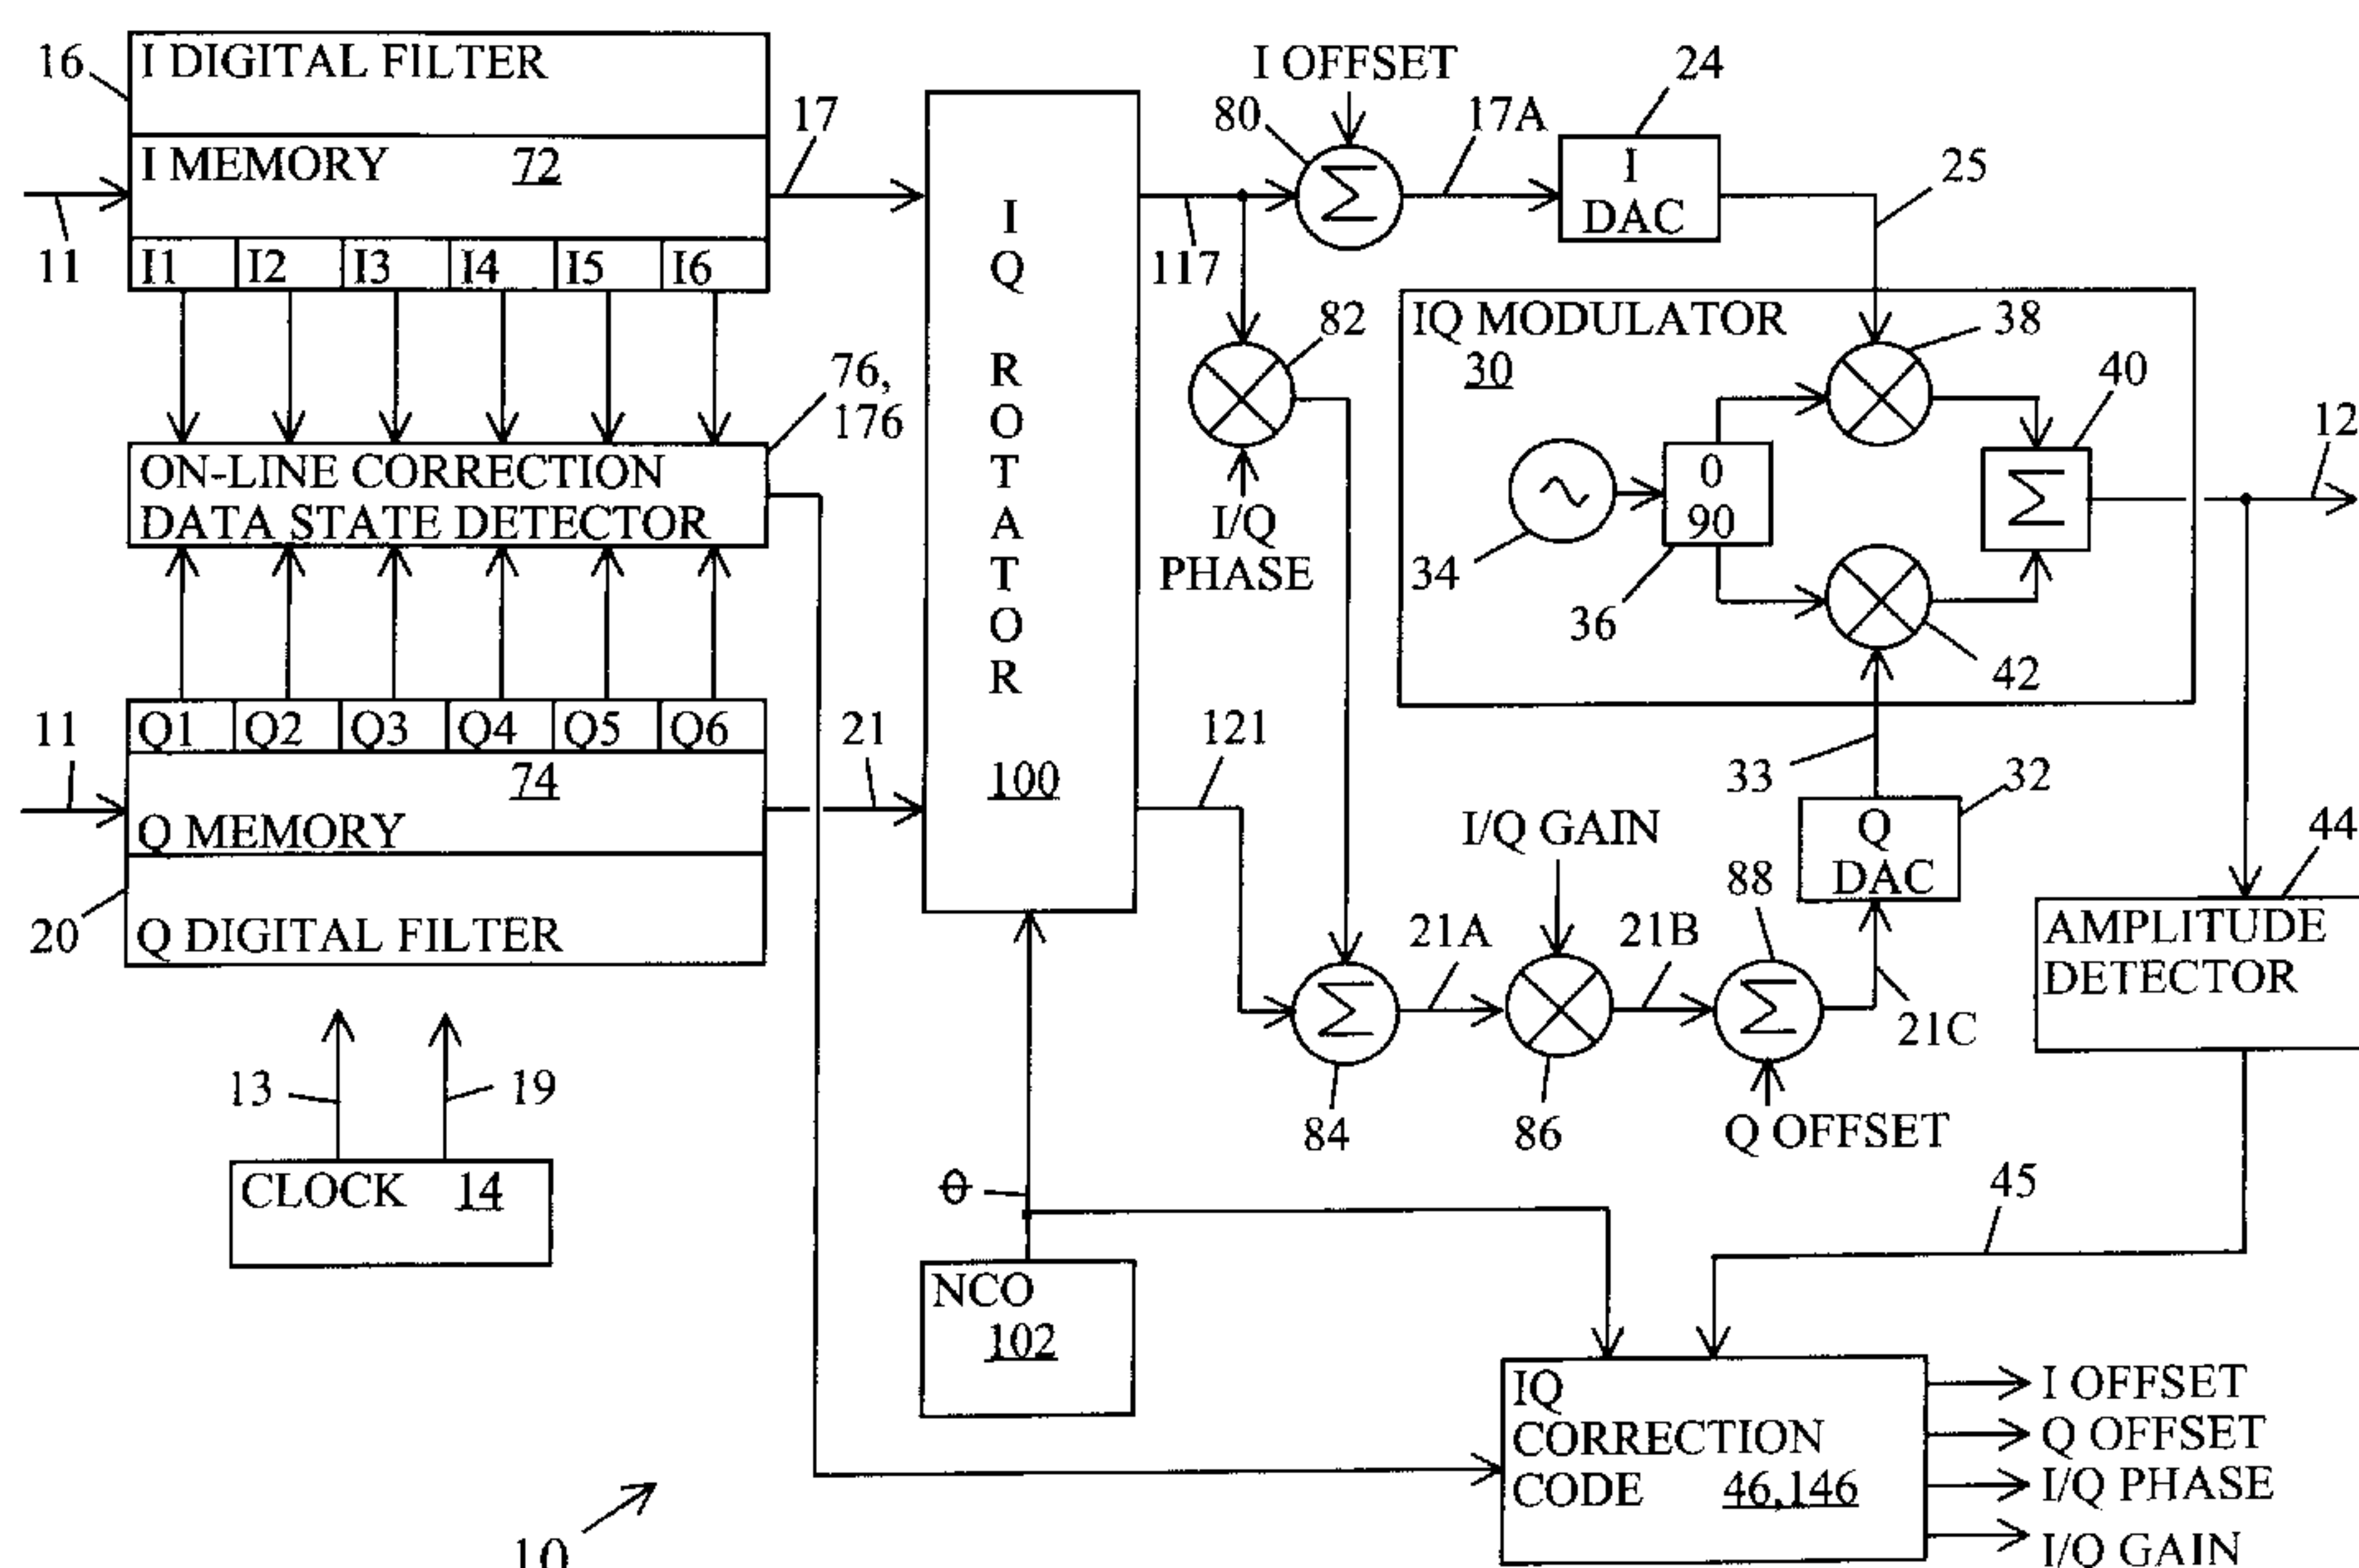 16
I DIGITAL FILTER
I MEMORY 72
I1 I2 I3 I4 I5 I6
11
17
ON-LINE CORRECTION
DATA STATE DETECTOR
76,
176
Q1 Q2 Q3 Q4 Q5 Q6
74
Q MEMORY
Q DIGITAL FILTER
11
20
21
13
19
CLOCK 14
I
Q
R
O
T
A
T
O
R
100
θ
NCO
102
117
121
I OFFSET
80
Σ
17A
24
I
DAC
25
82
I/Q
PHASE
IQ MODULATOR
30
34
0
90
36
38
40
Σ
42
12
33
Q
DAC
32
I/Q GAIN
84
Σ
21A
86
21B
88
Σ
21C
Q OFFSET
44
AMPLITUDE
DETECTOR
45
IQ
CORRECTION
CODE 46,146
I OFFSET
Q OFFSET
I/Q PHASE
I/Q GAIN
10